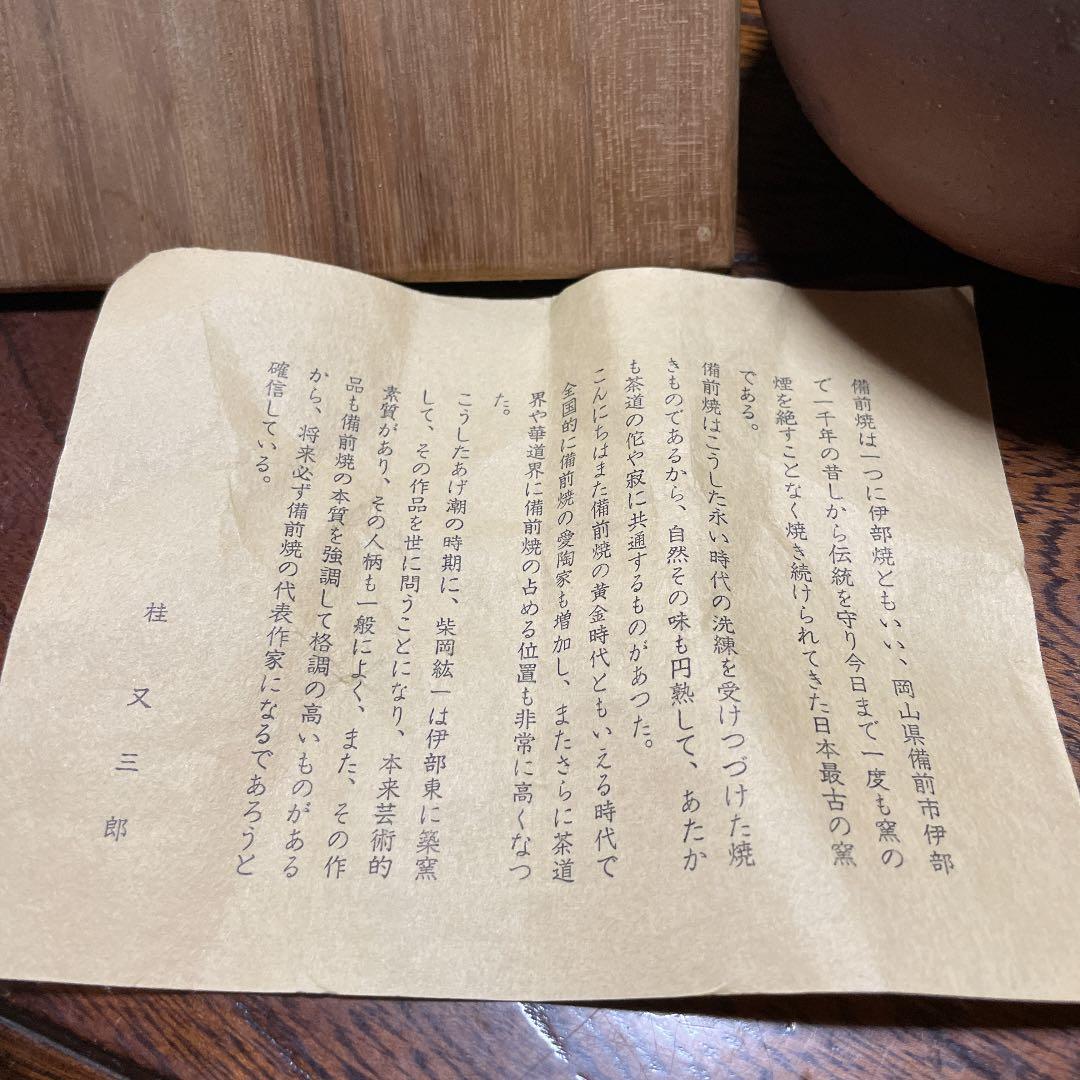 備前焼は一つに伊部焼ともいい、岡山県備前市伊部
で一千年の昔しから伝統を守り今日まで一度も窯の
煙を絶すことなく焼き続けられてきた日本最古の窯
である。
備前焼はこうした永い時代の洗練を受けつづけた焼
きものであるから、自然その味も円熟して、あたか
も茶道の佗や寂に共通するものがあつた。
こんにちはまた備前焼の黄金時代ともいえる時代で
全国的に備前焼の愛陶家も増加し、またさらに茶道
界や華道界に備前焼の占める位置も非常に高くなつ
た。
こうしたあげ潮の時期に、柴岡紘一は伊部東に築窯
して、その作品を世に問うことになり、本来芸術的
素質があり、その人柄も一般によく、また、その作
品も備前焼の本質を強調して格調の高いものがある
から、将来必ず備前焼の代表作家になるであろうと
確信している。
桂又三郎